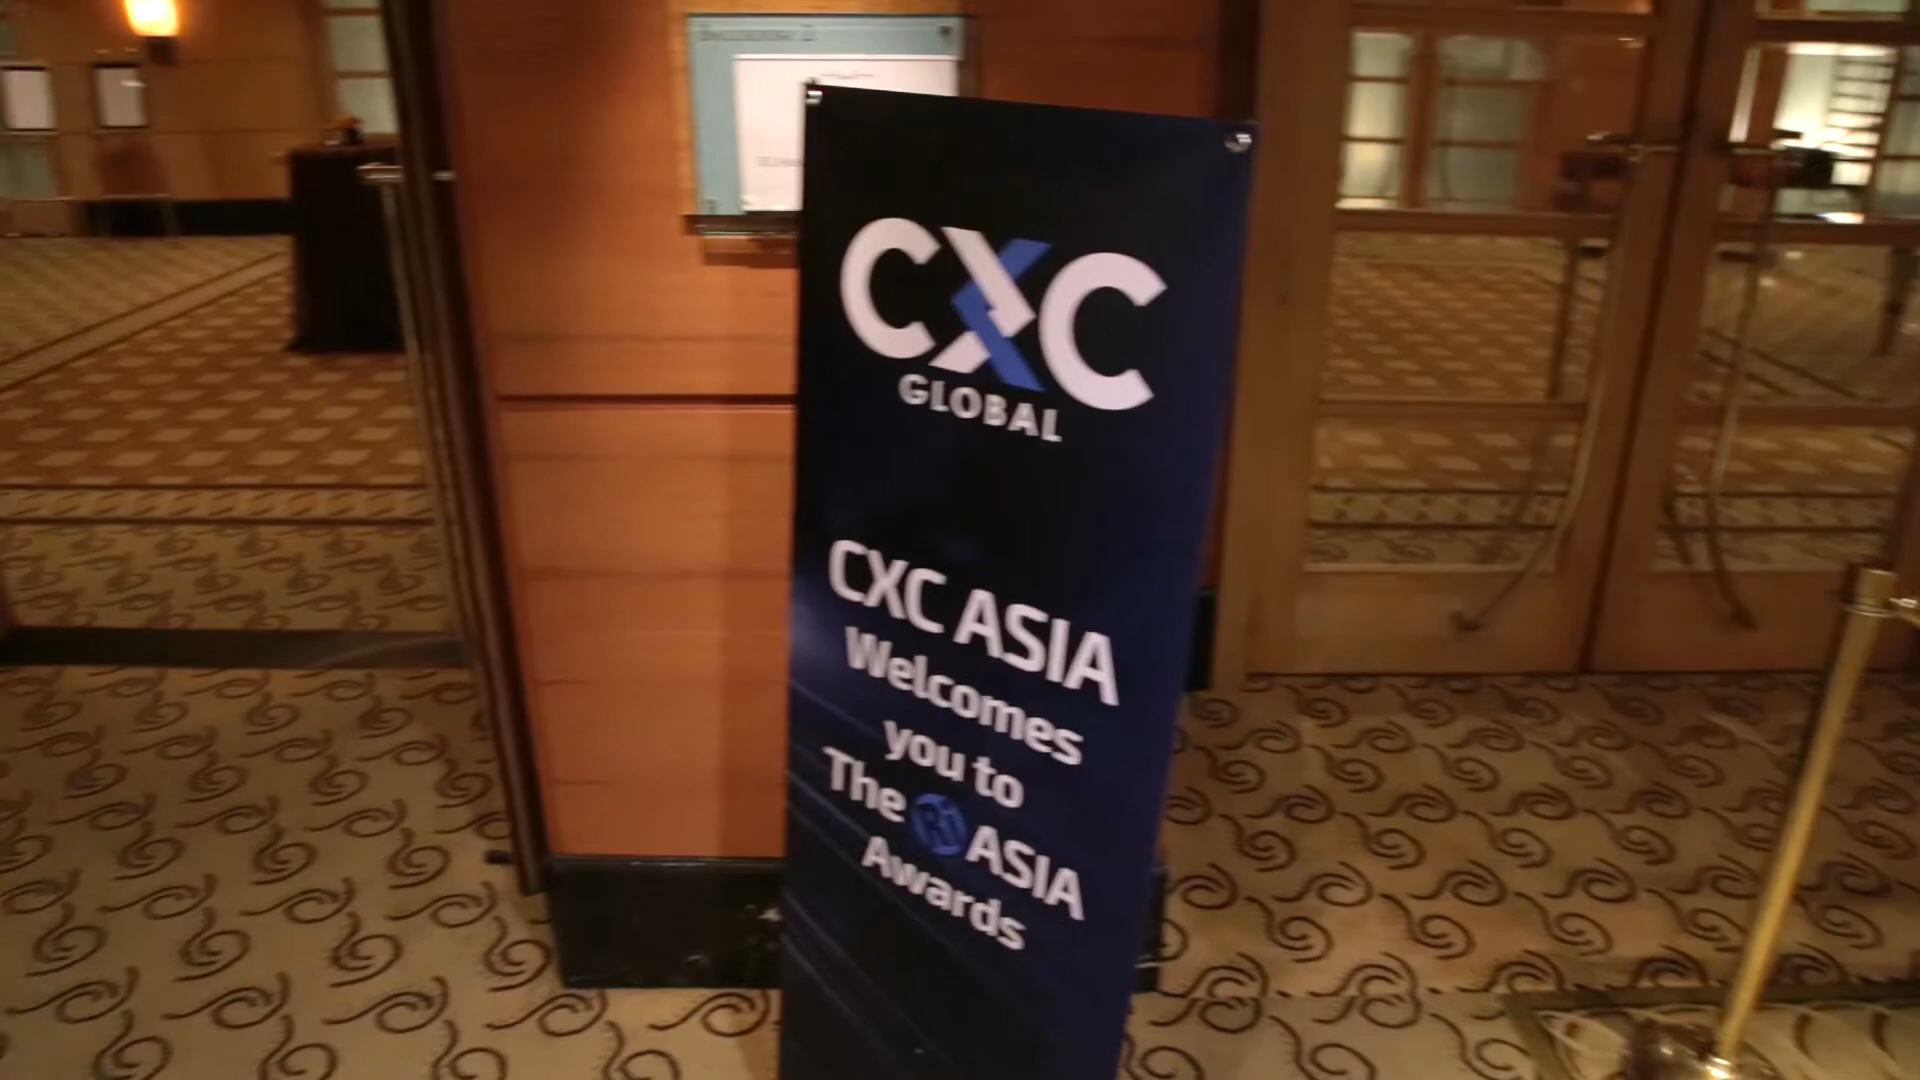 CXC
GLOBAL
CXC ASIA
Welcomes
you to
The Ri ASIA
Awards